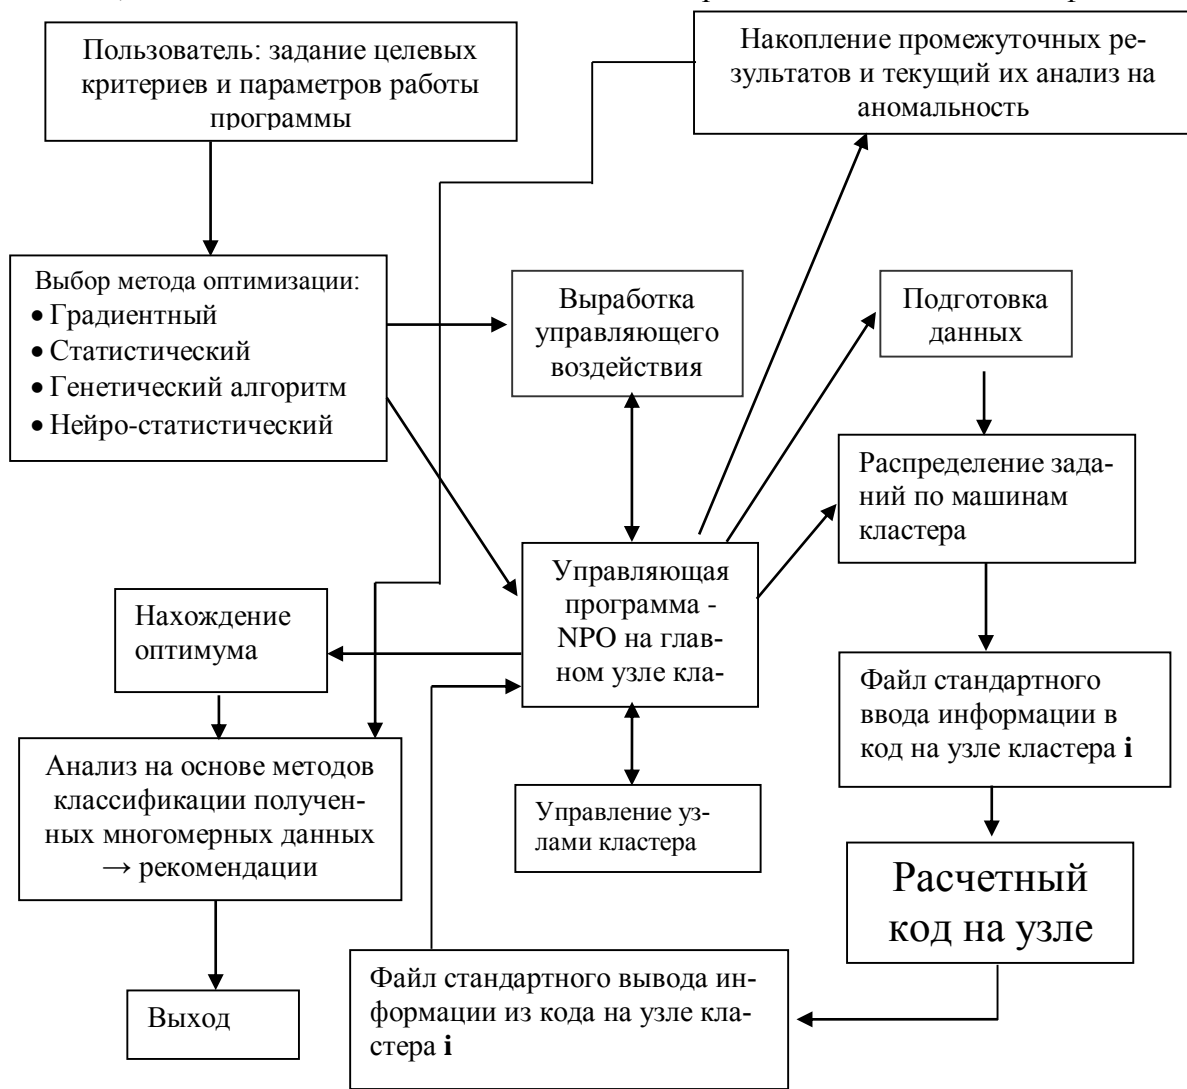 Пользователь: задание целевых
критериев и параметров работы
программы
Накопление промежуточных ре-
зультатов и текущий их анализ на
аномальность
Выбор метода оптимизации:
• Градиентный
• Статистический
• Генетический алгоритм
• Нейро-статистический
Выработка
управляющего
воздействия
Подготовка
данных
Распределение зада-
ний по машинам
кластера
Управляющая
программа -
NPO на глав-
ном узле кла-
Нахождение
оптимума
Файл стандартного
ввода информации в
код на узле кластера i
Анализ на основе методов
классификации получен-
ных многомерных данных
→ рекомендации
Управление уз-
лами кластера
Расчетный
код на узле
Файл стандартного вывода ин-
формации из кода на узле кла-
стера i
Выход